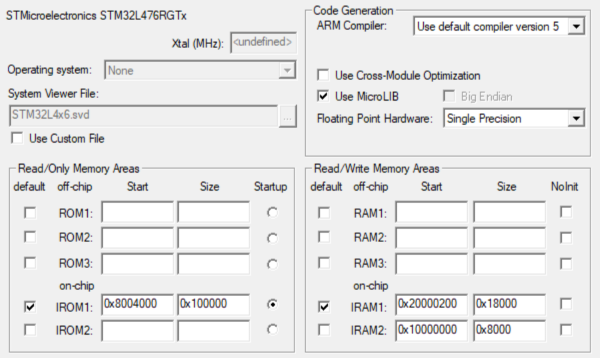 STMicroelectronics STM32L476RGTx
Xtal (MHz): <undefined>
Operating system: None
System Viewer File:
STM32L4x6.svd ...
Use Custom File
Code Generation
ARM Compiler: Use default compiler version 5
Use Cross-Module Optimization
Use MicroLIB Big Endian
Floating Point Hardware: Single Precision
Read/Only Memory Areas
default off-chip Start Size Startup
ROM1:
ROM2:
ROM3:
on-chip
IROM1: 0x8004000 0x100000
IROM2:
Read/Write Memory Areas
default off-chip Start Size NoInit
RAM1:
RAM2:
RAM3:
on-chip
IRAM1: 0x20000200 0x18000
IRAM2: 0x10000000 0x8000